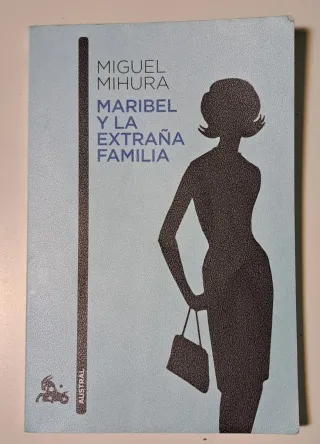 MIGUEL
MIHURA
MARIBEL
Y LA
EXTRAÑA
FAMILIA
AUSTRAL